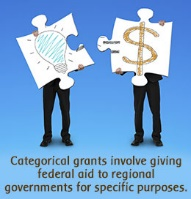 Categorical grants involve giving
federal aid to regional
governments for specific purposes.